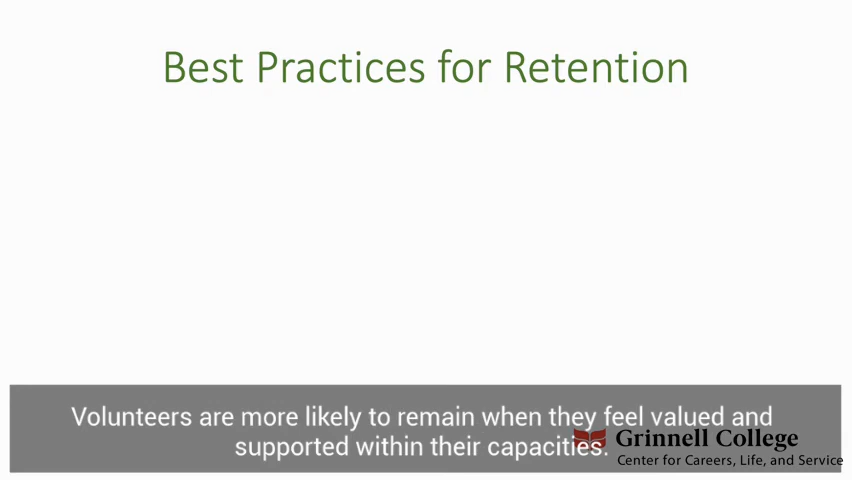 Best Practices for Retention
Volunteers are more likely to remain when they feel valued and
supported within their capacities.
Grinnell College
Center for Careers, Life, and Service